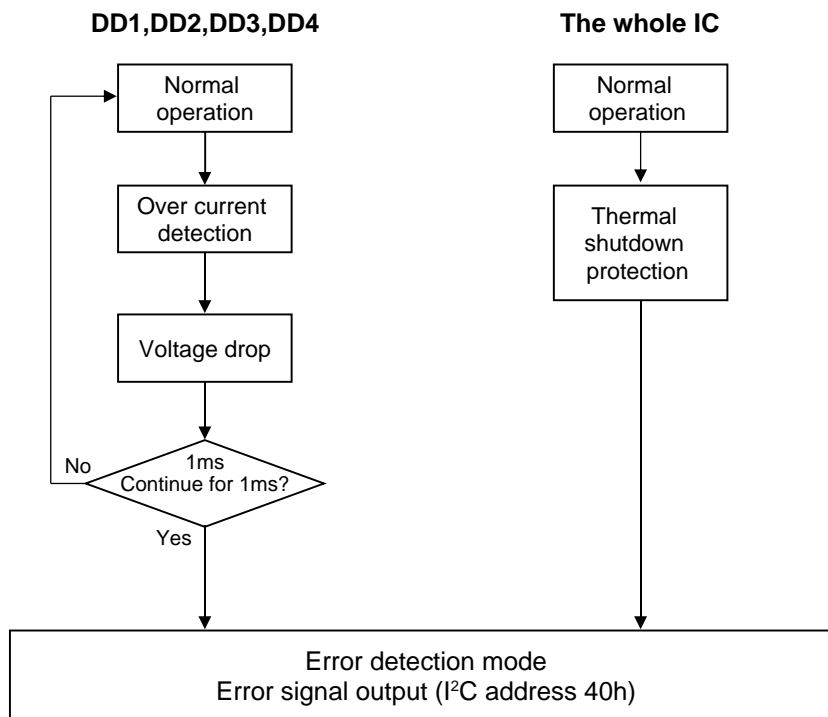 DD1,DD2,DD3,DD4
Normal
operation
Over current
detection
Voltage drop
1ms
Continue for 1ms?
No
Yes
The whole IC
Normal
operation
Thermal
shutdown
protection
Error detection mode
Error signal output (I²C address 40h)